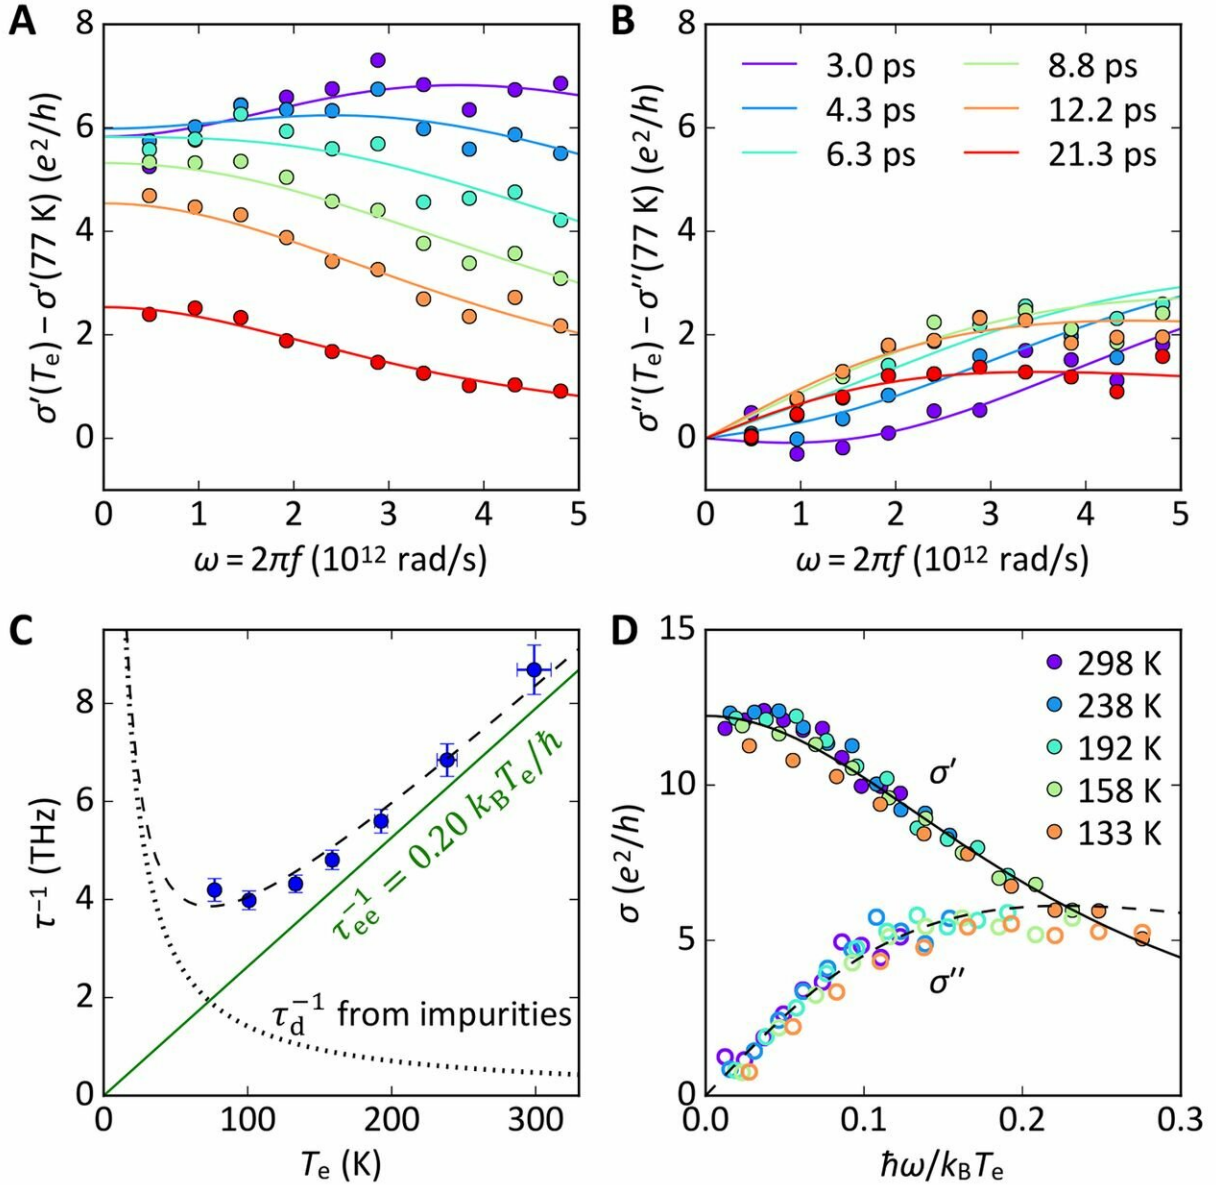 A
8
6
4
2
0
σ′(Tₑ) − σ′(77 K) (e²/h)
0 1 2 3 4 5
ω = 2πf (10¹² rad/s)
B
8
6
4
2
0
σ″(Tₑ) − σ″(77 K) (e²/h)
3.0 ps 8.8 ps
4.3 ps 12.2 ps
6.3 ps 21.3 ps
0 1 2 3 4 5
ω = 2πf (10¹² rad/s)
C
8
6
4
2
0
τ⁻¹ (THz)
τ_ee⁻¹ = 0.20 k_BT_e/ħ
τ_d⁻¹ from impurities
0 100 200 300
Tₑ (K)
D
15
10
5
0
σ (e²/h)
298 K
238 K
192 K
158 K
133 K
σ′
σ″
0.0 0.1 0.2 0.3
ħω/k_BT_e